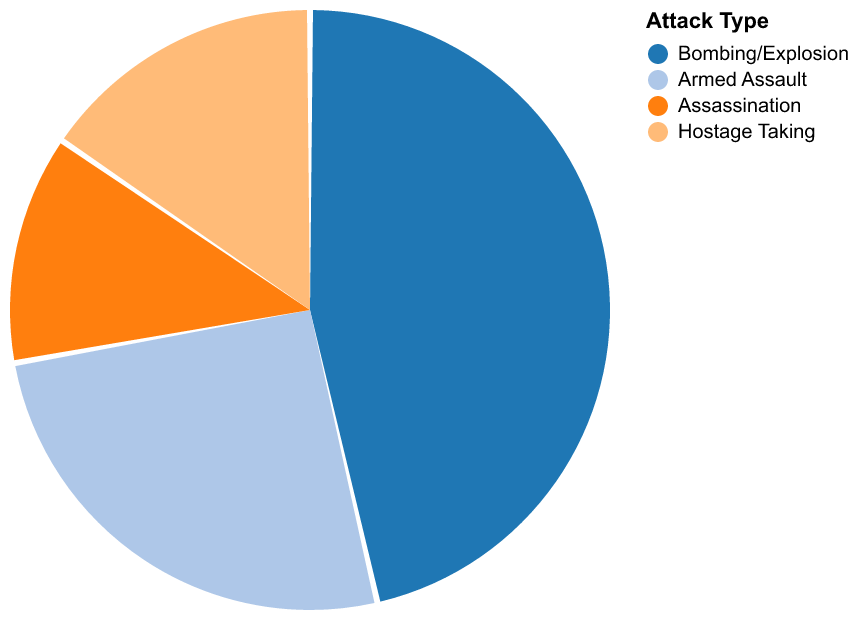 Attack Type
Bombing/Explosion
Armed Assault
Assassination
Hostage Taking